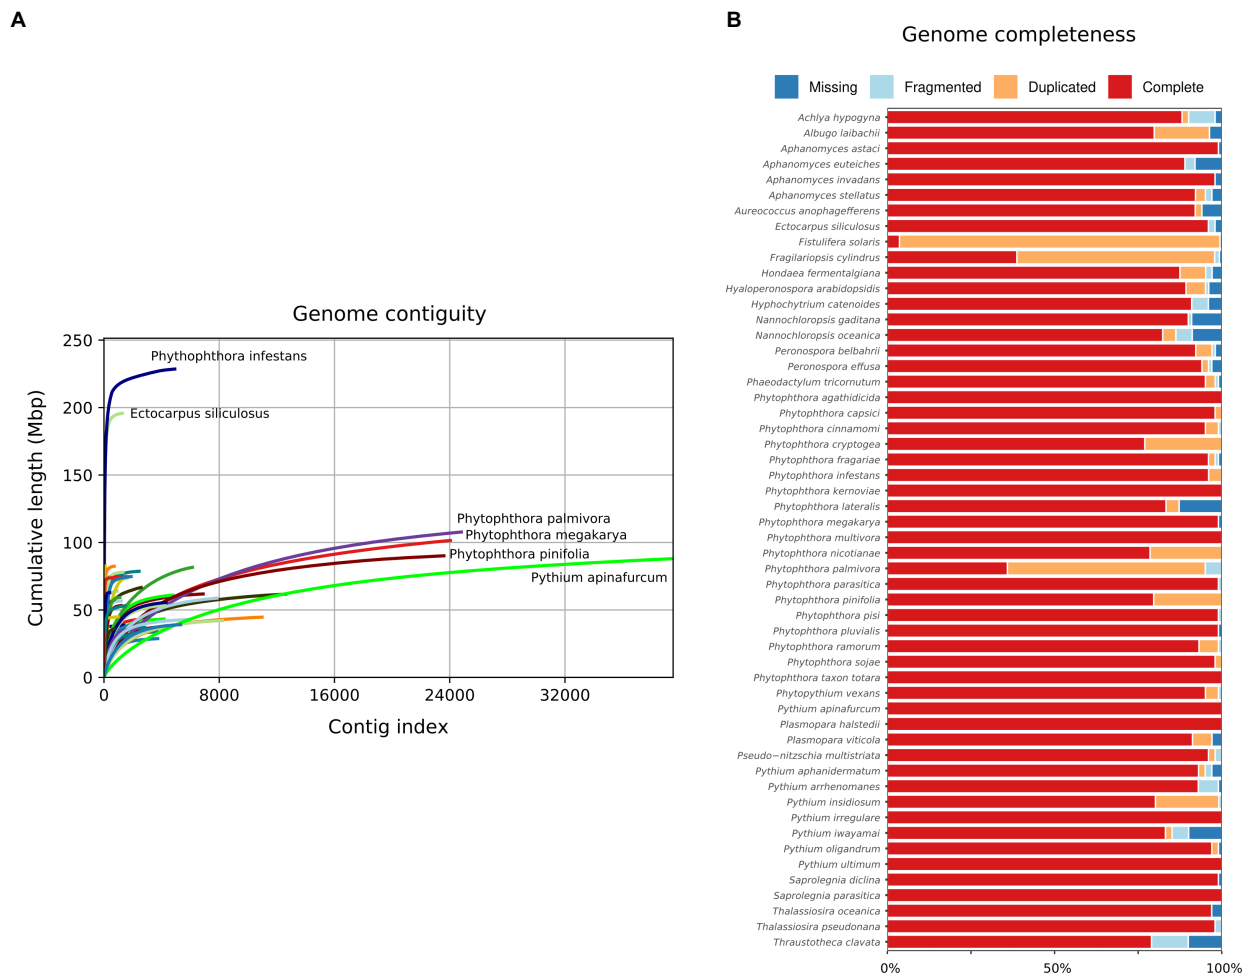 A
Genome contiguity
Cumulative length (Mbp)
250
200
150
100
50
0
Phythophthora infestans
Ectocarpus siliculosus
Phytophthora palmivora
Phytophthora megakarya
Phytophthora pinifolia
Pythium apinafurcum
0 8000 16000 24000 32000
Contig index
B
Genome completeness
Missing Fragmented Duplicated Complete
Achlya hypogyna
Albugo laibachii
Aphanomyces astaci
Aphanomyces euteiches
Aphanomyces invadans
Aphanomyces stellatus
Aureococcus anophagefferens
Ectocarpus siliculosus
Fistulifera solaris
Fragilariopsis cylindrus
Hondaea fermentalgiana
Hyaloperonospora arabidopsidis
Hyphochytrium catenoides
Nannochloropsis gaditana
Nannochloropsis oceanica
Peronospora belbahrii
Peronospora effusa
Phaeodactylum tricornutum
Phytophthora agathidicida
Phytophthora capsici
Phytophthora cinnamomi
Phytophthora cryptogea
Phytophthora fragariae
Phytophthora infestans
Phytophthora kernoviae
Phytophthora lateralis
Phytophthora megakarya
Phytophthora multivora
Phytophthora nicotianae
Phytophthora palmivora
Phytophthora parasitica
Phytophthora pinifolia
Phytophthora pisi
Phytophthora pluvialis
Phytophthora ramorum
Phytophthora sojae
Phytophthora taxon totara
Phytopythium vexans
Pythium apinafurcum
Plasmopara halstedii
Plasmopara viticola
Pseudo−nitzschia multistriata
Pythium aphanidermatum
Pythium arrhenomanes
Pythium insidiosum
Pythium irregulare
Pythium iwayamai
Pythium oligandrum
Pythium ultimum
Saprolegnia diclina
Saprolegnia parasitica
Thalassiosira oceanica
Thalassiosira pseudonana
Thraustotheca clavata
0% 50% 100%